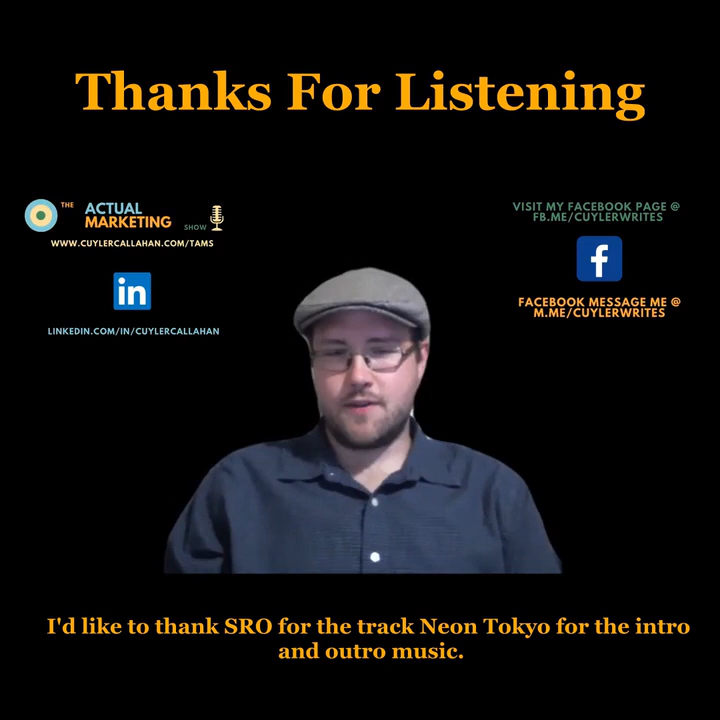 Thanks For Listening
THE ACTUAL
MARKETING SHOW
WWW.CUYLERCALLAHAN.COM/TAMS
in
LINKEDIN.COM/IN/CUYLERCALLAHAN
VISIT MY FACEBOOK PAGE @
FB.ME/CUYLERWRITES
f
FACEBOOK MESSAGE ME @
M.ME/CUYLERWRITES
I'd like to thank SRO for the track Neon Tokyo for the intro
and outro music.